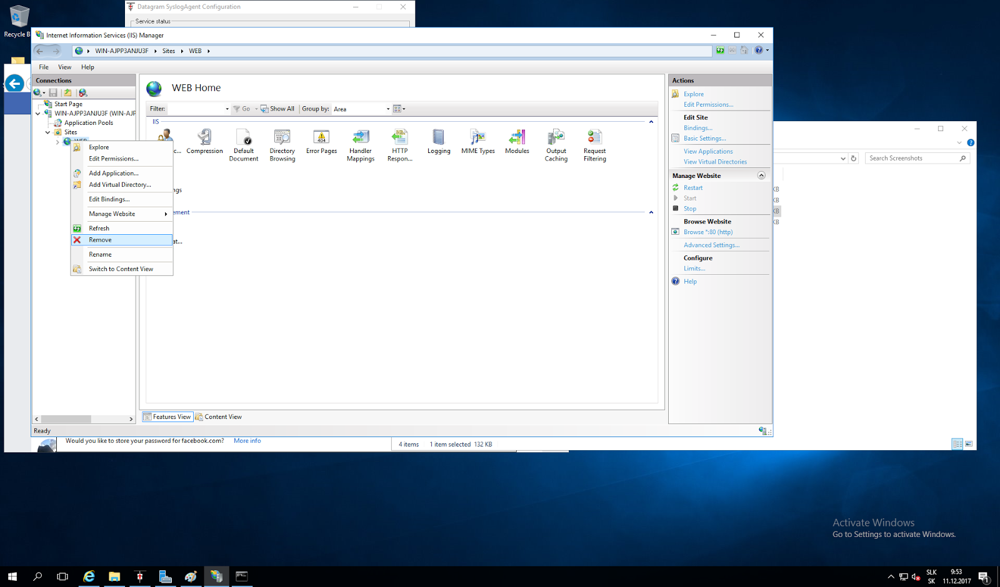 Recycle B
Datagram SyslogAgent Configuration
Service status
Internet Information Services (IIS) Manager
WIN-AJPP3ANJU3F
Sites
WEB
File
View
Help
Connections
Start Page
WIN-AJPP3ANJU3F (WIN-AJP
Application Pools
Sites
Explore
Edit Permissions...
Add Application...
Add Virtual Directory...
Edit Bindings...
Manage Website
Refresh
Remove
Rename
Switch to Content View
WEB Home
Filter:
Go
Show All
Group by:
Area
IIS
c...
Compression
Default Document
Directory Browsing
Error Pages
404
Handler Mappings
HTTP Respon...
Logging
MIME Types
Modules
Output Caching
Request Filtering
ngs
ement
at...
Features View
Content View
Ready
Actions
Explore
Edit Permissions...
Edit Site
Bindings...
Basic Settings...
View Applications
View Virtual Directories
Manage Website
Restart
Start
Stop
Browse Website
Browse *:80 (http)
Advanced Settings...
Configure
Limits...
Help
Search Screenshots
KB
KB
KB
KB
Would you like to store your password for facebook.com?
More info
4 items
1 item selected 132 KB
Activate Windows
Go to Settings to activate Windows.
SLK
SK
9:53
11.12.2017
1